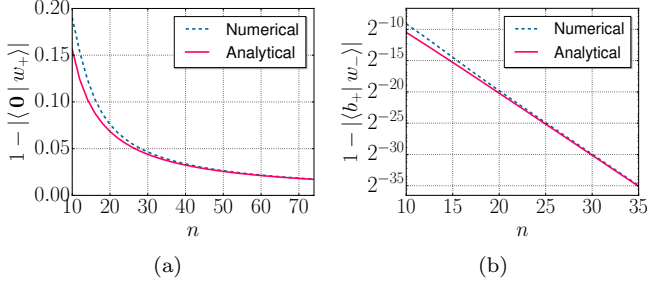 1 − |⟨𝟎 | w₊⟩|
0.20
0.15
0.10
0.05
0.00
Numerical
Analytical
10 20 30 40 50 60 70
n
(a)
1 − |⟨b₊ | w₋⟩|
2⁻¹⁰
2⁻¹⁵
2⁻²⁰
2⁻²⁵
2⁻³⁰
2⁻³⁵
Numerical
Analytical
10 15 20 25 30 35
n
(b)